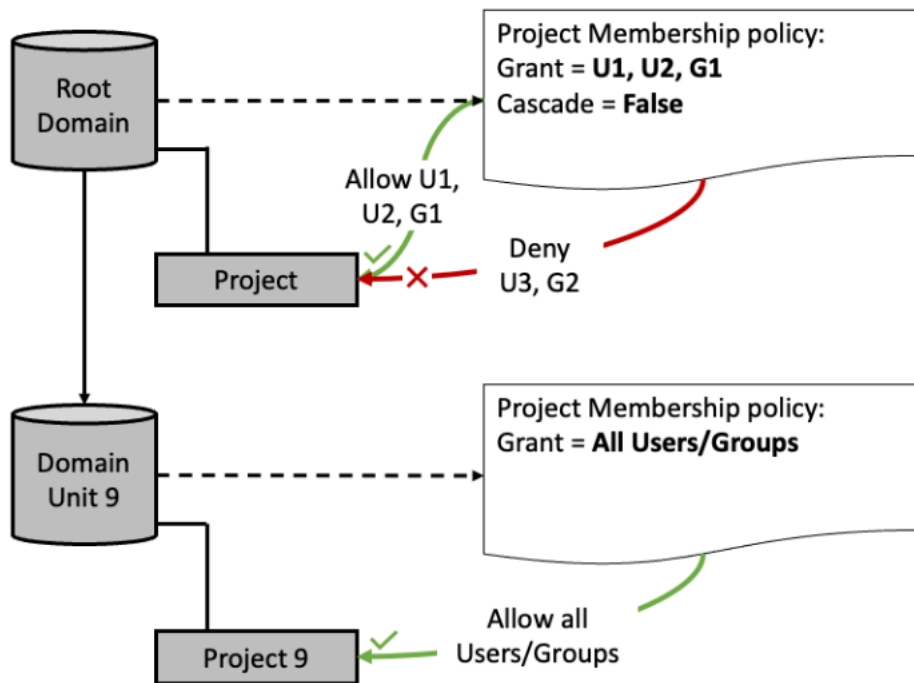 Root
Domain
Project Membership policy:
Grant = U1, U2, G1
Cascade = False
Allow U1,
U2, G1
Deny
U3, G2
Project
Domain
Unit 9
Project Membership policy:
Grant = All Users/Groups
Allow all
Users/Groups
Project 9